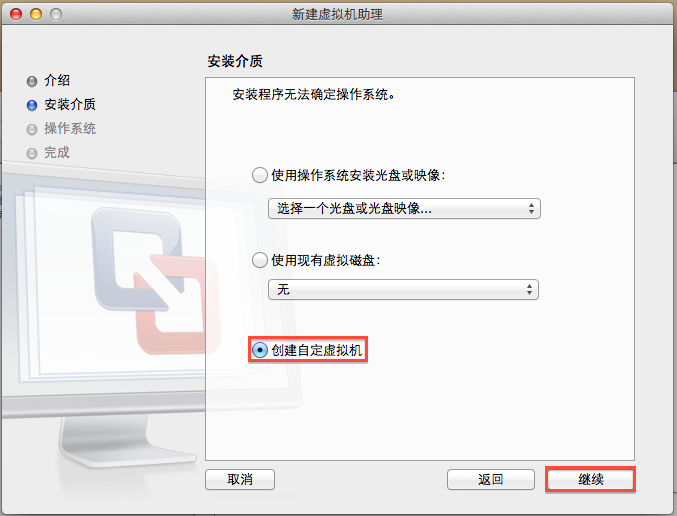 新建虚拟机助理
安装介质
介绍
安装介质
操作系统
完成
安装程序无法确定操作系统。
使用操作系统安装光盘或映像：
选择一个光盘或光盘映像...
使用现有虚拟磁盘：
无
创建自定虚拟机
取消
返回
继续